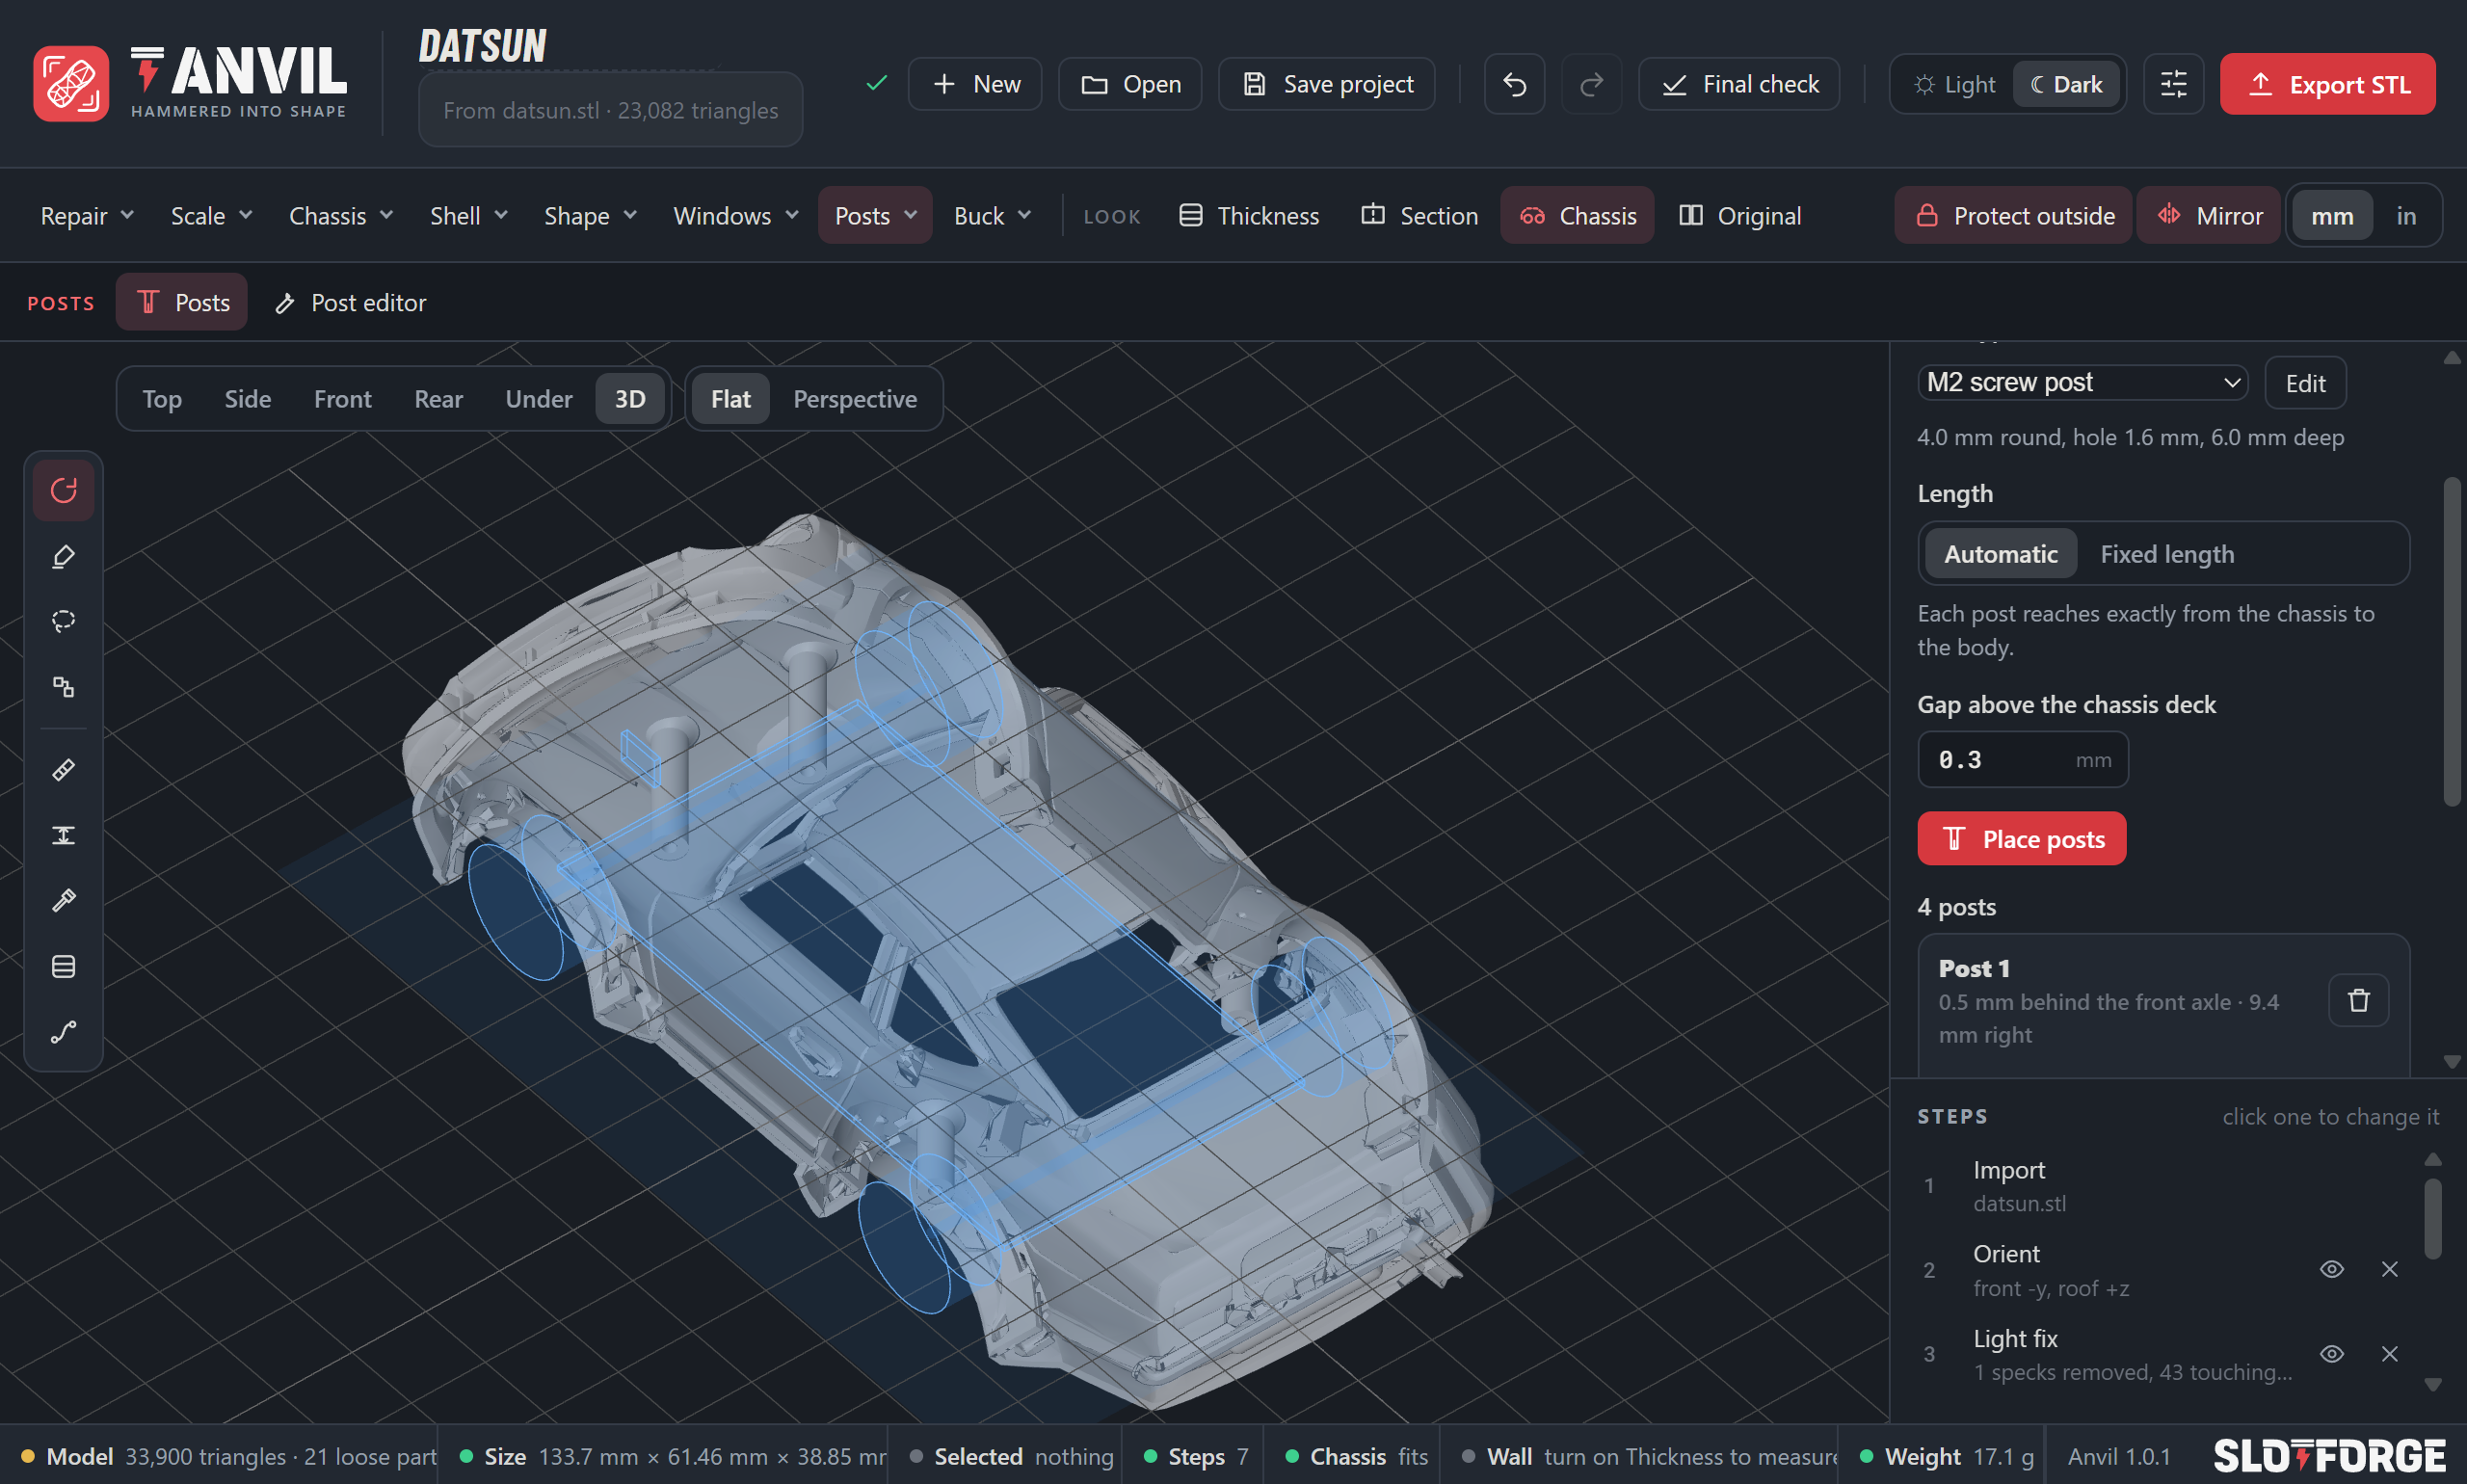 ANVIL
HAMMERED INTO SHAPE
DATSUN
From datsun.stl · 23,082 triangles
New
Open
Save project
Final check
Light
Dark
Export STL
Repair
Scale
Chassis
Shell
Shape
Windows
Posts
Buck
LOOK
Thickness
Section
Chassis
Original
Protect outside
Mirror
mm
in
POSTS
Posts
Post editor
Top
Side
Front
Rear
Under
3D
Flat
Perspective
M2 screw post
Edit
4.0 mm round, hole 1.6 mm, 6.0 mm deep
Length
Automatic
Fixed length
Each post reaches exactly from the chassis to
the body.
Gap above the chassis deck
0.3 mm
Place posts
4 posts
Post 1
0.5 mm behind the front axle · 9.4
mm right
STEPS
click one to change it
1 Import
datsun.stl
2 Orient
front -y, roof +z
3 Light fix
1 specks removed, 43 touching...
Model 33,900 triangles · 21 loose part
Size 133.7 mm × 61.46 mm × 38.85 mr
Selected nothing
Steps 7
Chassis fits
Wall turn on Thickness to measure
Weight 17.1 g
Anvil 1.0.1
SLOTFORGE